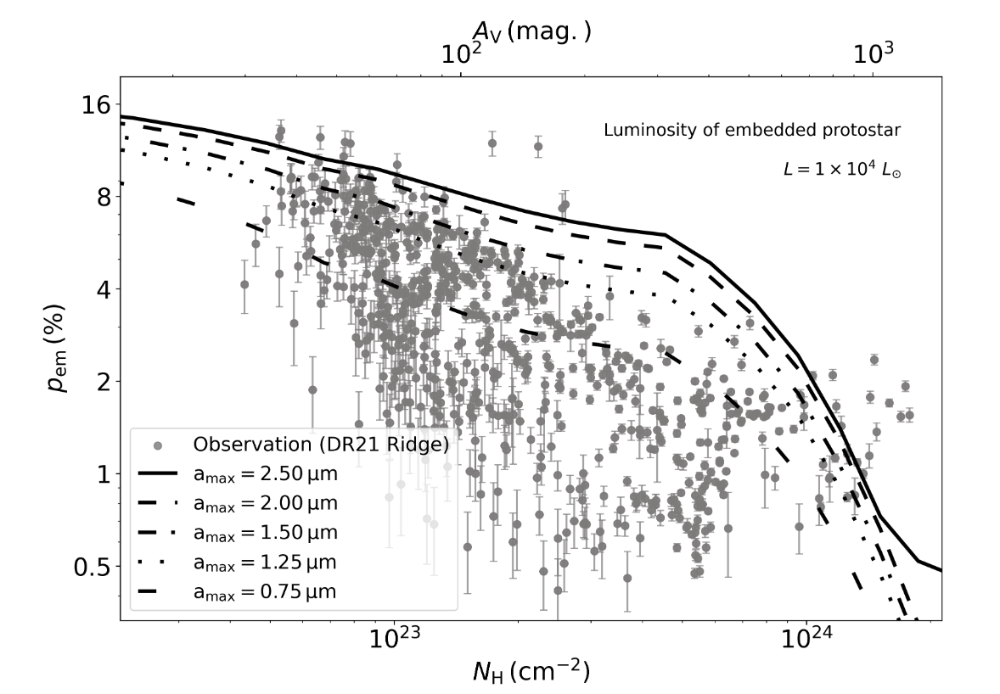 A_V (mag.)
10^2 10^3
16
8
4
2
1
0.5
p_em (%)
Luminosity of embedded protostar
L = 1 × 10^4 L_⊙
Observation (DR21 Ridge)
a_max = 2.50 μm
a_max = 2.00 μm
a_max = 1.50 μm
a_max = 1.25 μm
a_max = 0.75 μm
10^23 10^24
N_H (cm^−2)